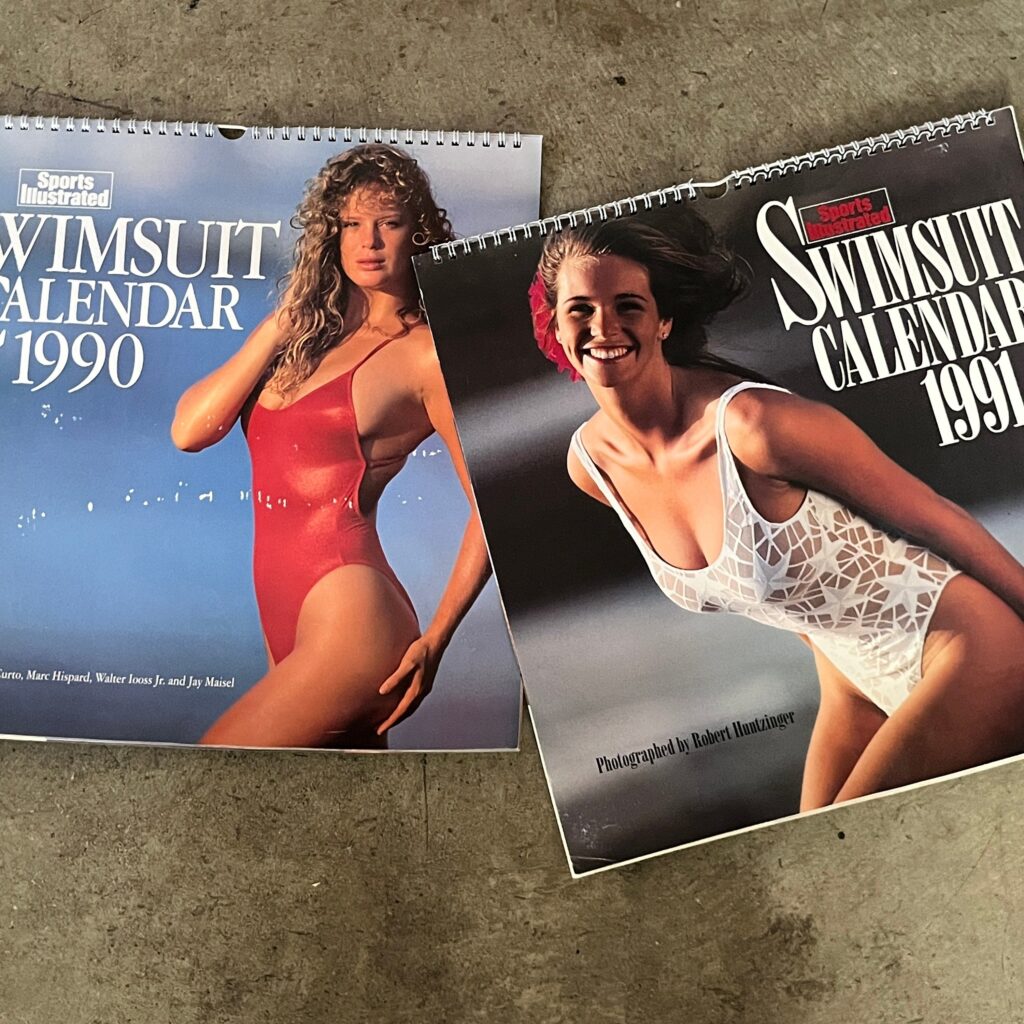 Sports
Illustrated
WIMSUIT
CALENDAR
1990
Curto, Marc Hispard, Walter Iooss Jr. and Jay Maisel
Sports
Illustrated
SWIMSUIT
CALENDAR
1991
Photographed by Robert Huntzinger